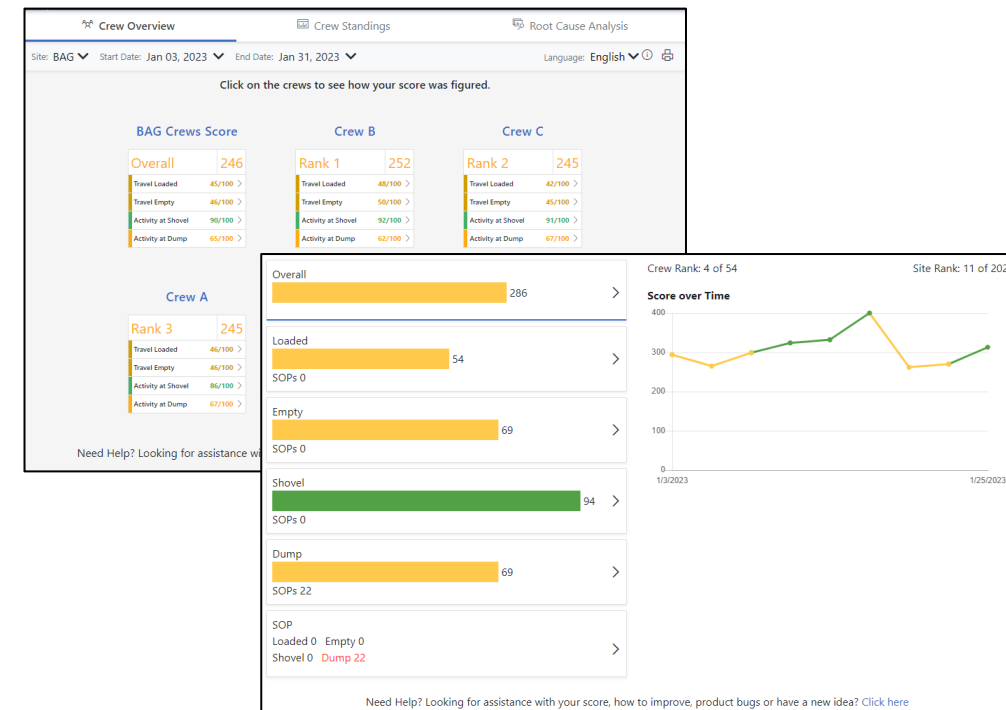 Crew Overview
Crew Standings
Root Cause Analysis
Site: BAG Start Date: Jan 03, 2023 End Date: Jan 31, 2023 Language: English
Click on the crews to see how your score was figured.
BAG Crews Score
Overall 246
Travel Loaded 45/100
Travel Empty 46/100
Activity at Shovel 90/100
Activity at Dump 65/100
Crew B
Rank 1 252
Travel Loaded 48/100
Travel Empty 50/100
Activity at Shovel 92/100
Activity at Dump 62/100
Crew C
Rank 2 245
Travel Loaded 42/100
Travel Empty 45/100
Activity at Shovel 91/100
Activity at Dump 67/100
Crew A
Rank 3 245
Travel Loaded 46/100
Travel Empty 46/100
Activity at Shovel 86/100
Activity at Dump 67/100
Need Help? Looking for assistance wi
Overall
286
Loaded
54
SOPs 0
Empty
69
SOPs 0
Shovel
94
SOPs 0
Dump
69
SOPs 22
SOP
Loaded 0 Empty 0
Shovel 0 Dump 22
Crew Rank: 4 of 54 Site Rank: 11 of 202
Score over Time
400
300
200
100
0
1/3/2023 1/25/2023
Need Help? Looking for assistance with your score, how to improve, product bugs or have a new idea? Click here